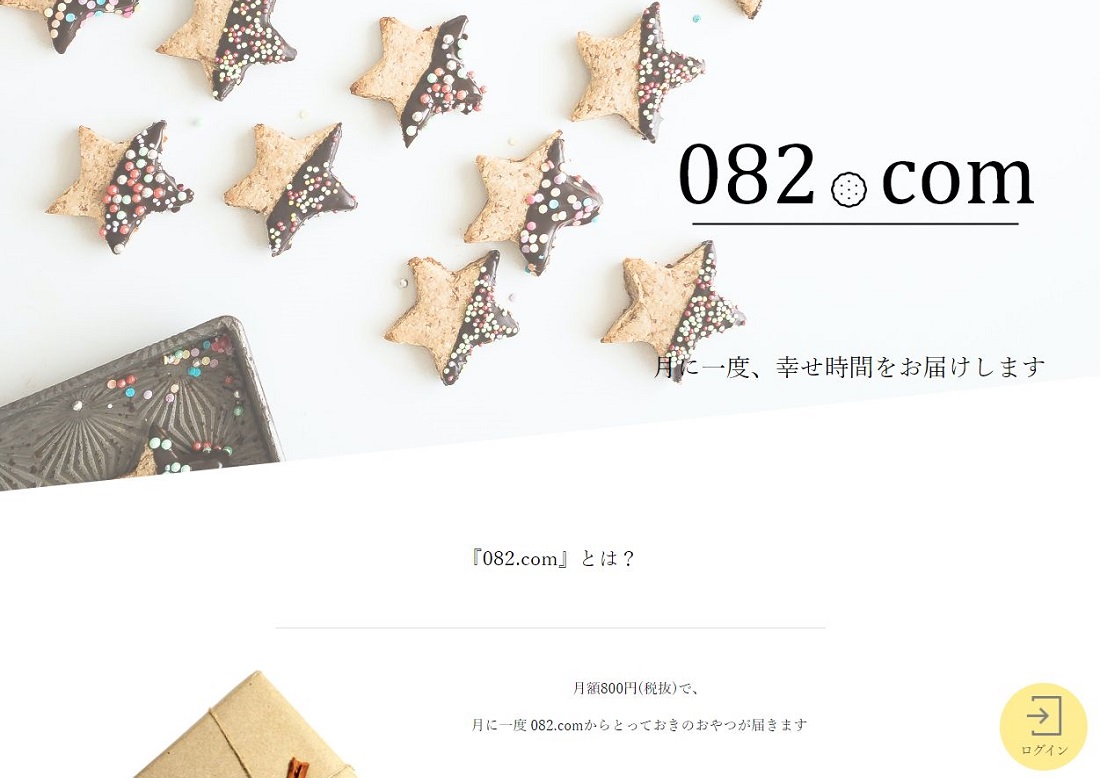 082.com
月に一度、幸せ時間をお届けします
『082.com』とは？
月額800円(税抜)で、
月に一度 082.comからとっておきのおやつが届きます
ログイン